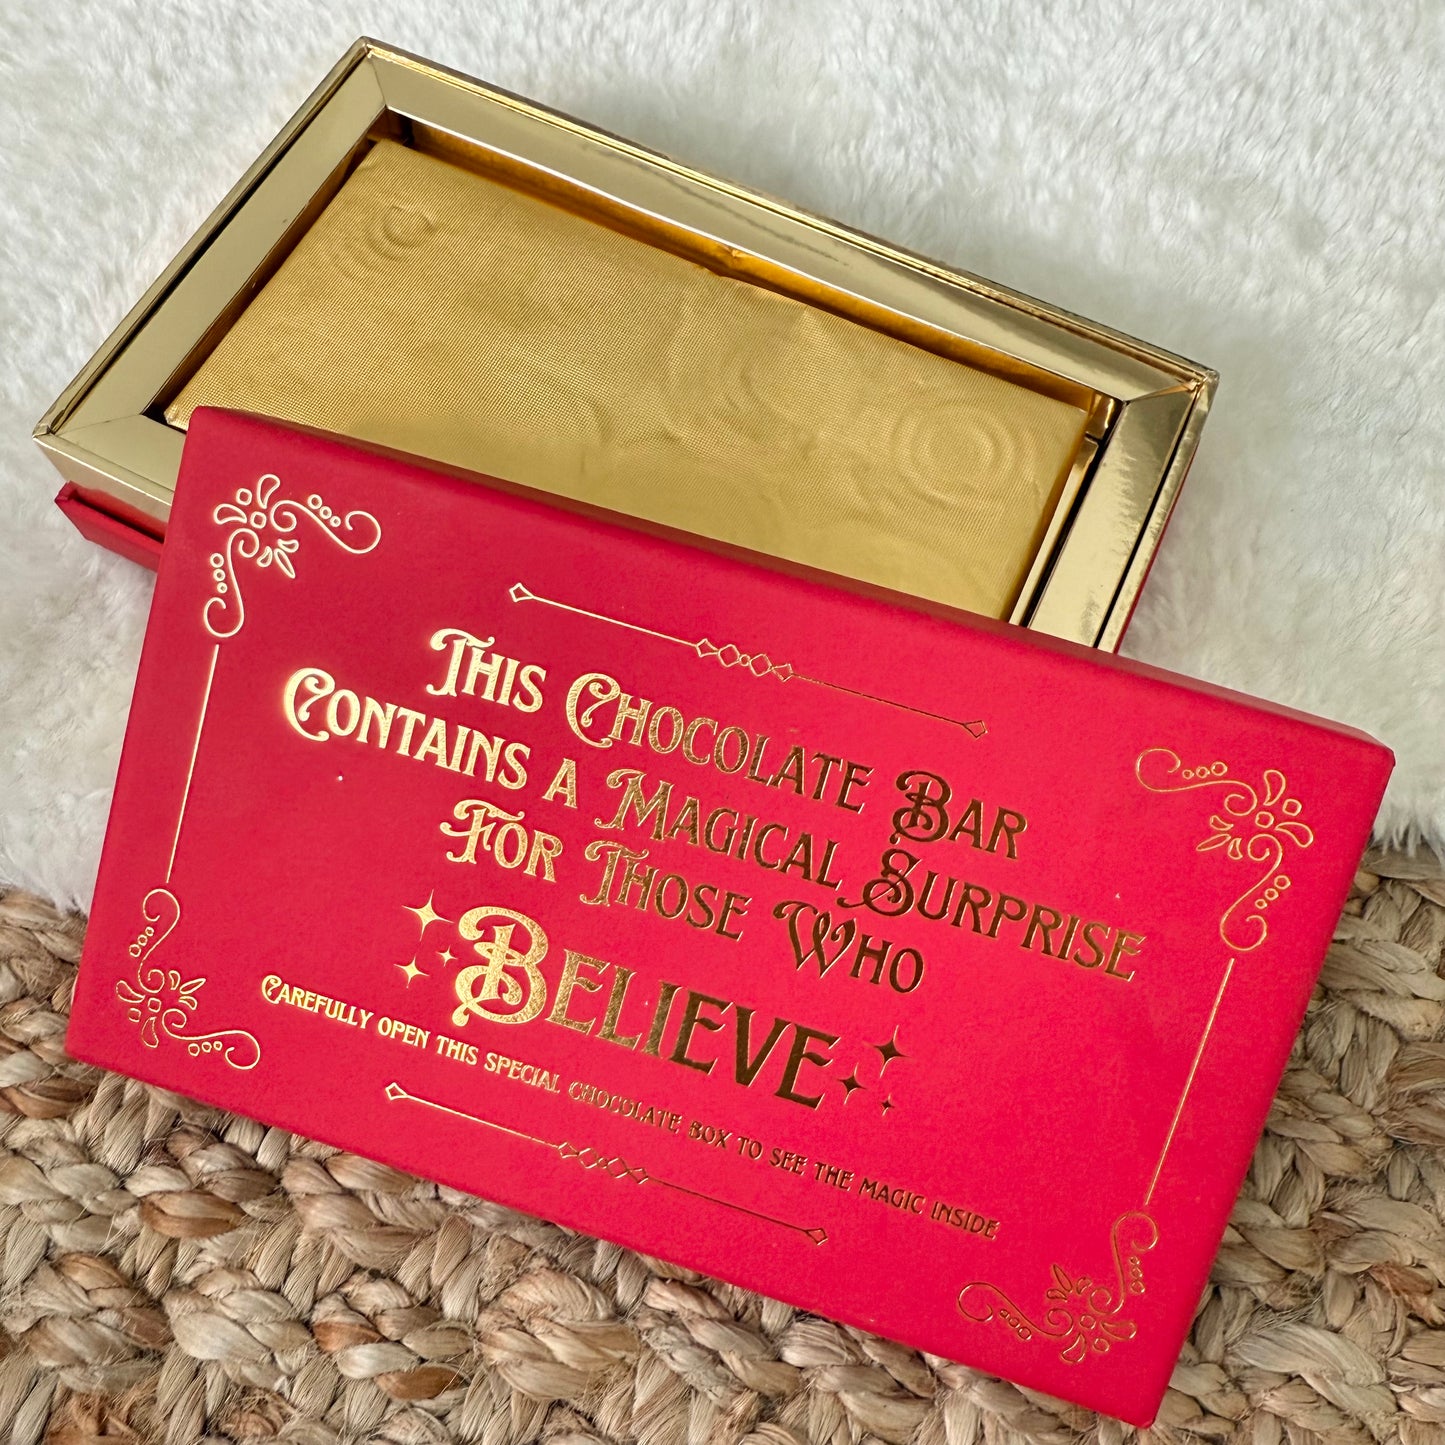 This Chocolate Bar
Contains a Magical Surprise
For Those Who
Believe
Carefully open this special chocolate box to see the magic inside